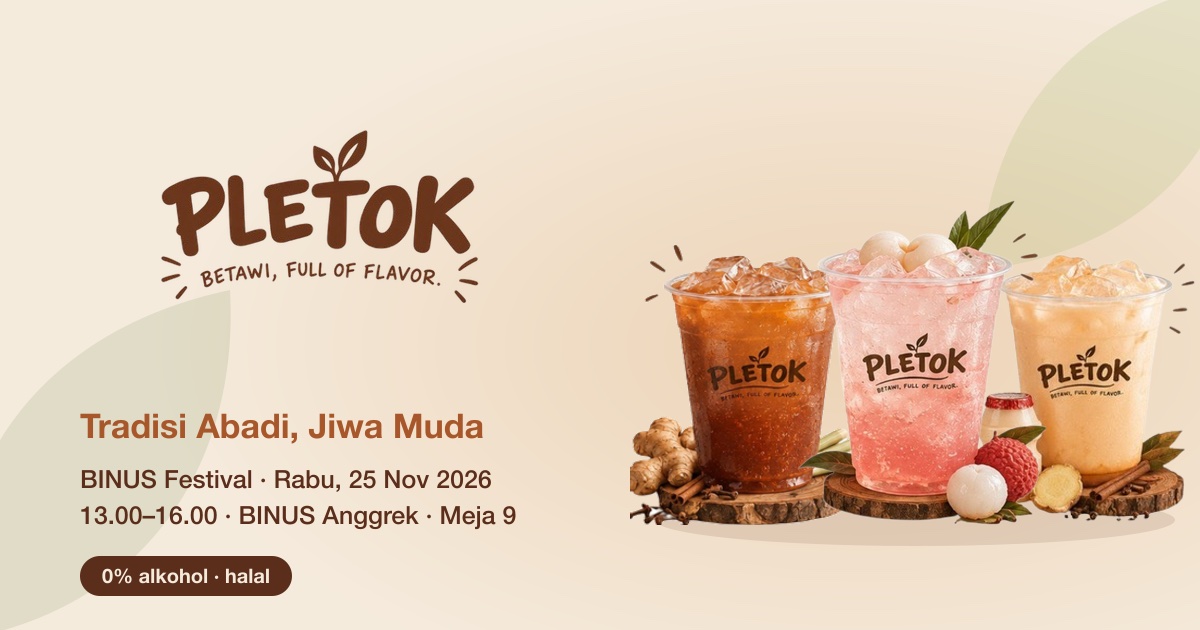 PLETOK
BETAWI, FULL OF FLAVOR.
PLETOK
BETAWI, FULL OF FLAVOR.
PLETOK
BETAWI, FULL OF FLAVOR.
PLETOK
BETAWI, FULL OF FLAVOR.
Tradisi Abadi, Jiwa Muda
BINUS Festival · Rabu, 25 Nov 2026
13.00–16.00 · BINUS Anggrek · Meja 9
0% alkohol · halal